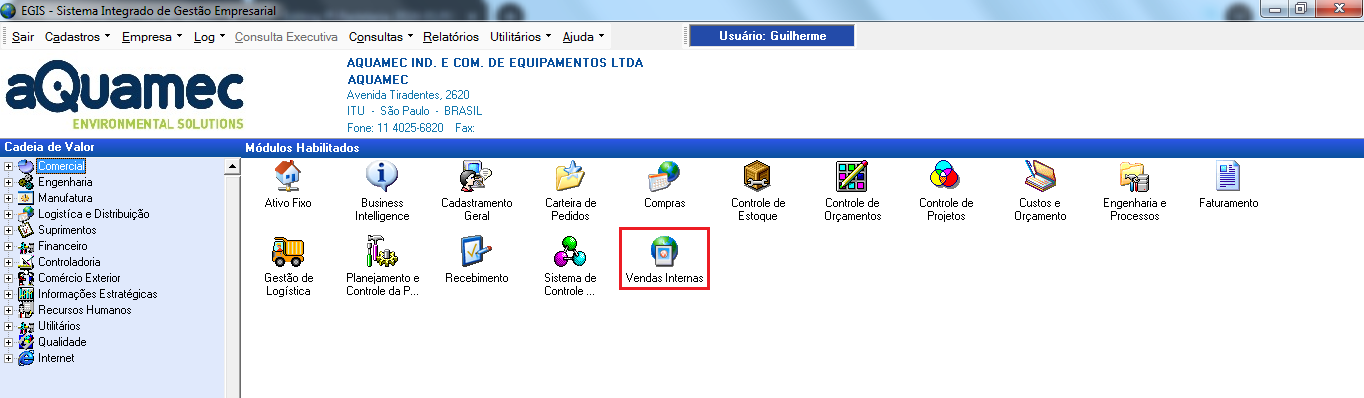 EGIS - Sistema Integrado de Gestão Empresarial
Sair Cadastros Empresa Log Consulta Executiva Consultas Relatórios Utilitários Ajuda Usuário: Guilherme
aQuamec
ENVIRONMENTAL SOLUTIONS
AQUAMEC IND. E COM. DE EQUIPAMENTOS LTDA
AQUAMEC
Avenida Tiradentes, 2620
ITU - São Paulo - BRASIL
Fone: 11 4025-6820 Fax:
Cadeia de Valor
Comercial
Engenharia
Manufatura
Logistíca e Distribuição
Suprimentos
Financeiro
Controladoria
Comércio Exterior
Informações Estratégicas
Recursos Humanos
Utilitários
Qualidade
Internet
Módulos Habilitados
Ativo Fixo
Business
Intelligence
Cadastramento
Geral
Carteira de
Pedidos
Compras
Controle de
Estoque
Controle de
Orçamentos
Controle de
Projetos
Custos e
Orçamento
Engenharia e
Processos
Faturamento
Gestão de
Logística
Planejamento e
Controle da P...
Recebimento
Sistema de
Controle ...
Vendas Internas